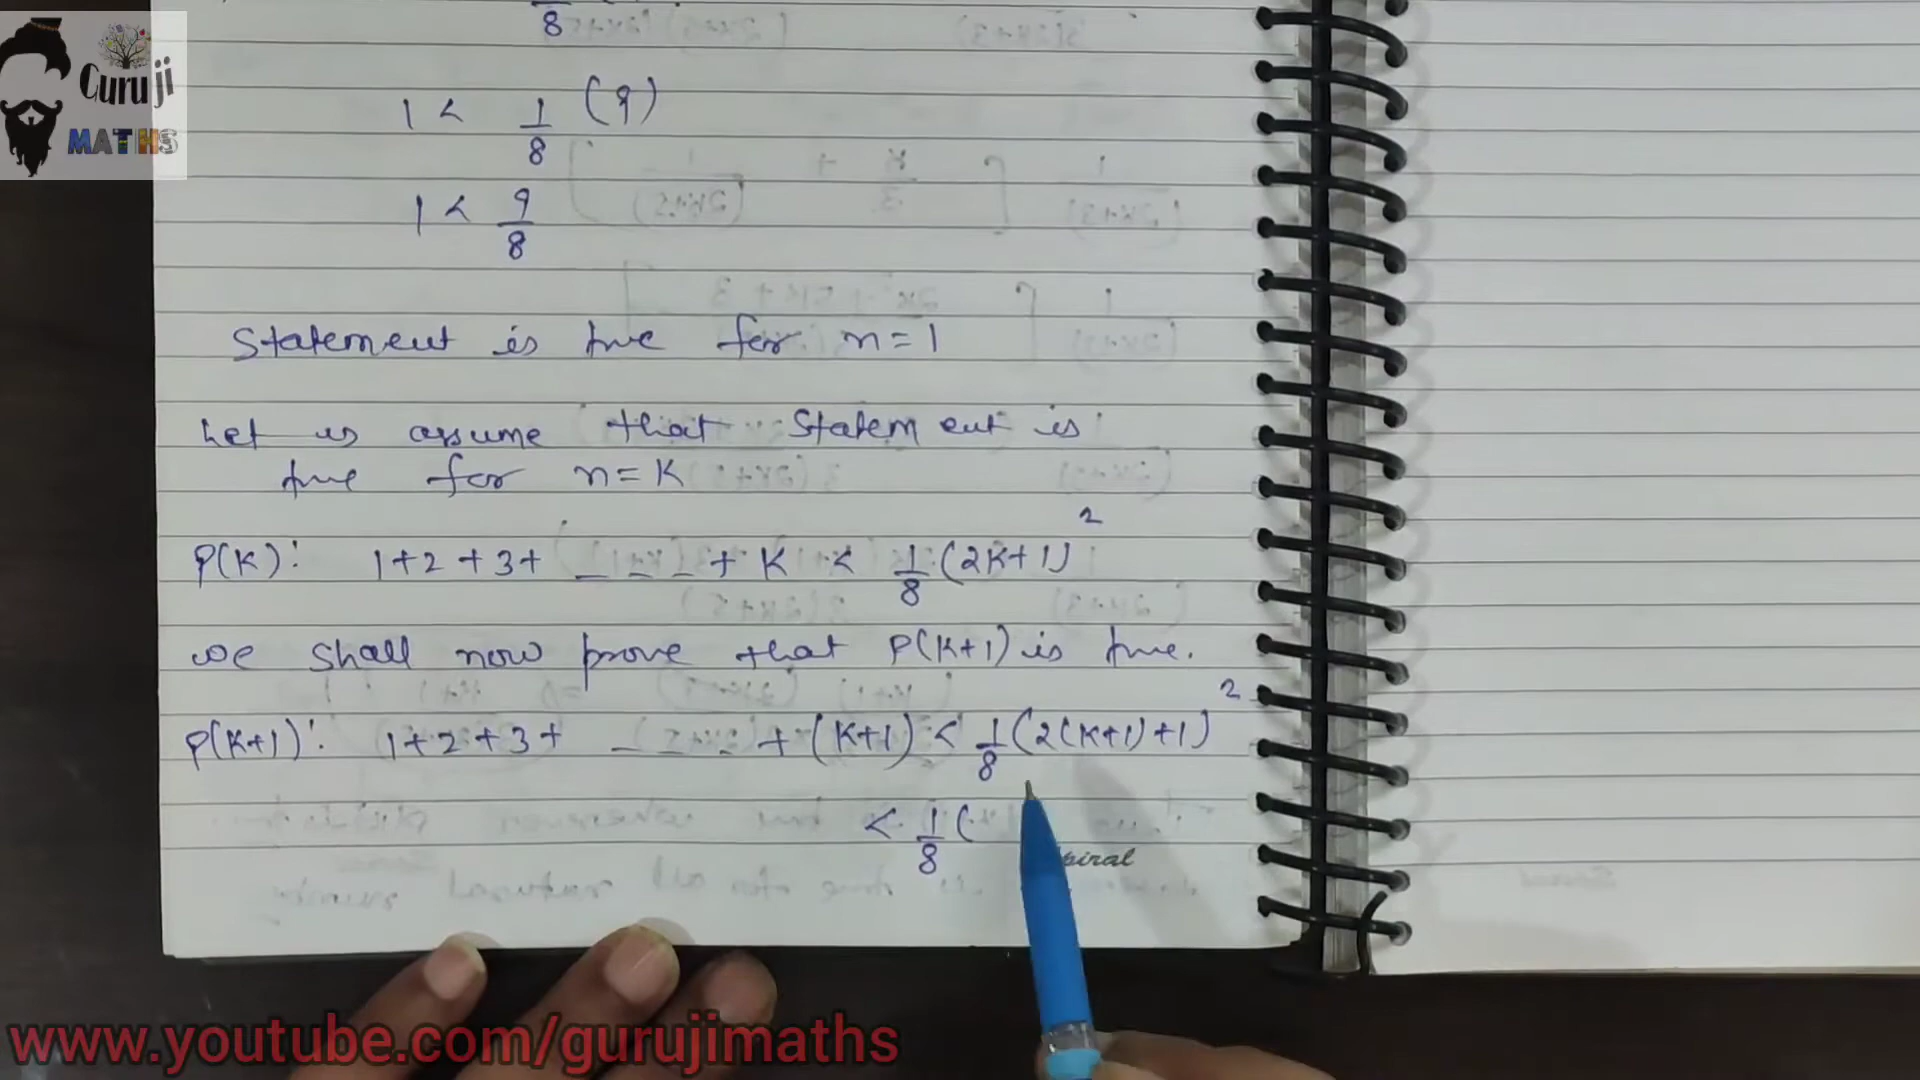 8
Guruji
MATHS
1 < 1/8 (9)
1 < 9/8
Statement is true for n = 1
Let us assume that Statement is
true for n = K
P(K): 1+2+3+ _ _ _ + K < 1/8 (2K+1)²
we shall now prove that P(K+1) is true.
P(K+1): 1+2+3+ _ _ _ _ + (K+1) < 1/8 (2(K+1)+1)²
< 1/8 (
www.youtube.com/gurujimaths